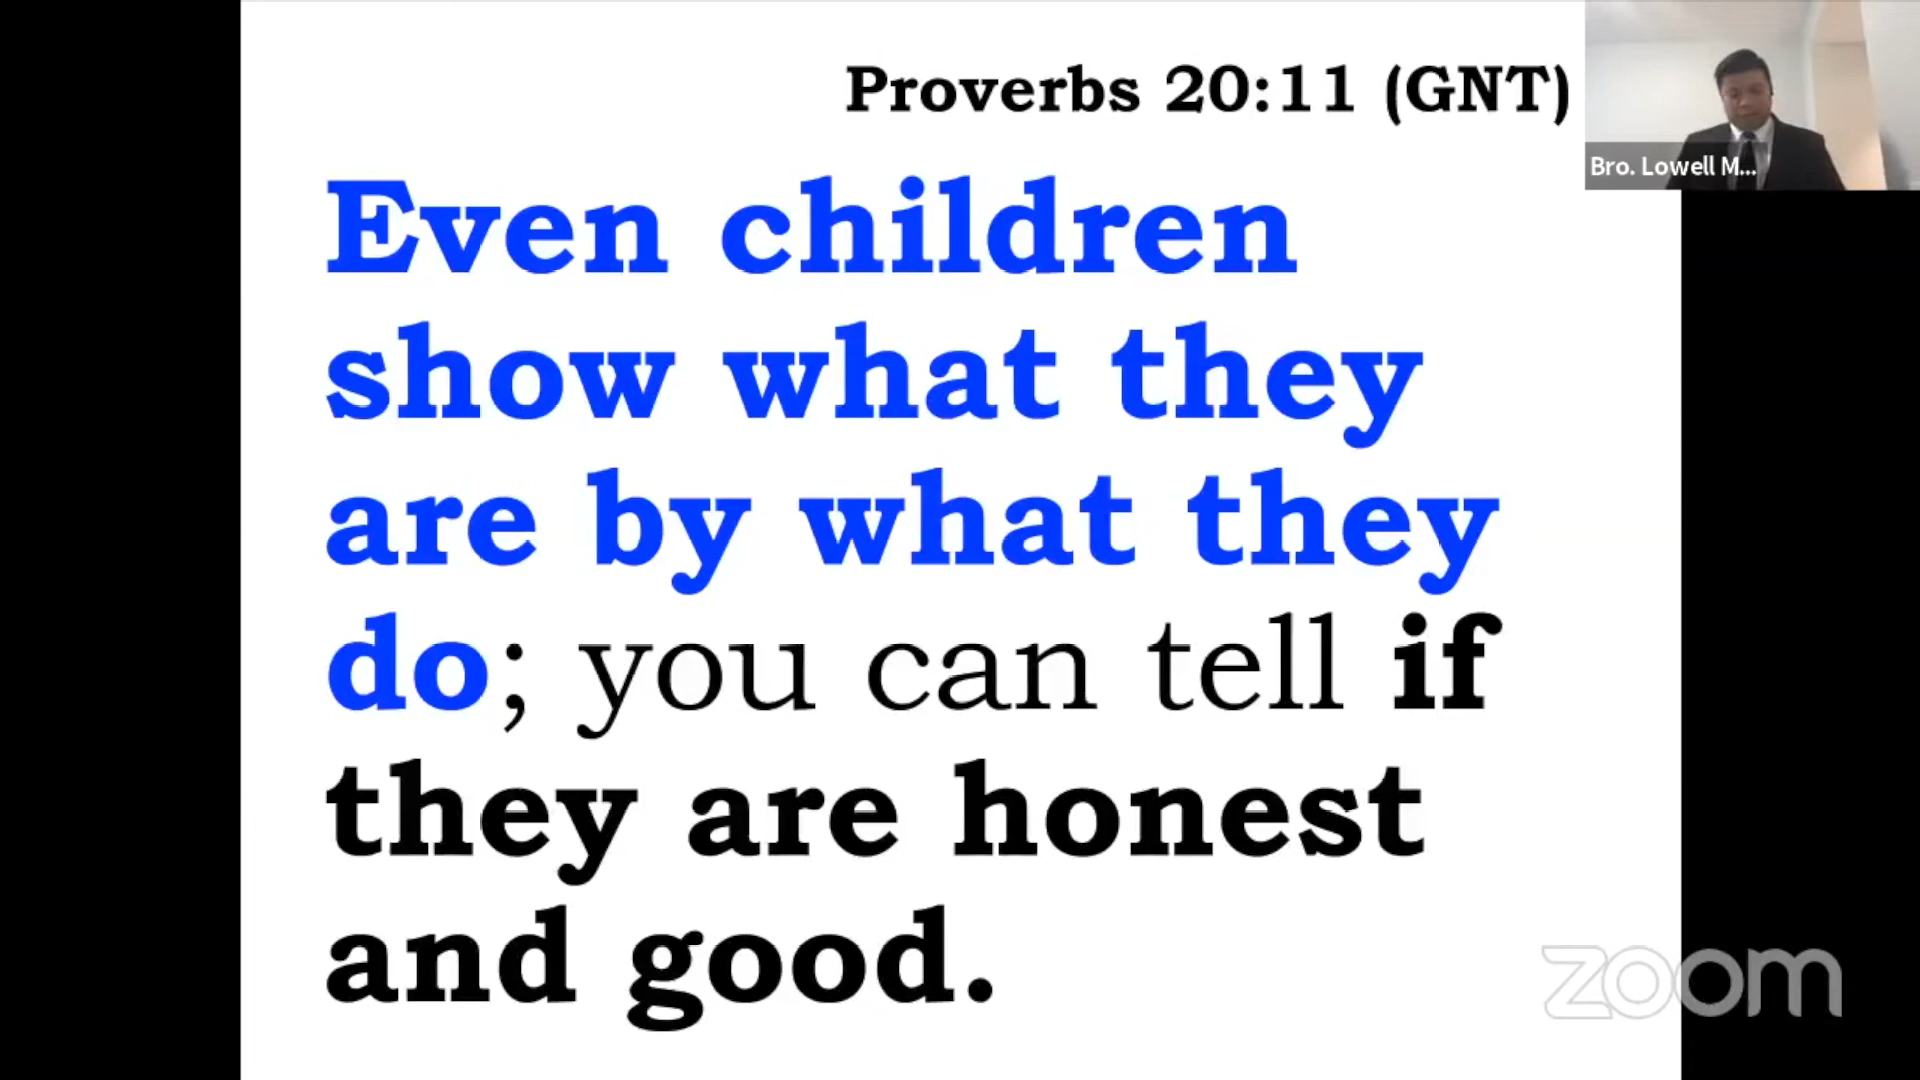 Proverbs 20:11 (GNT)
Bro. Lowell M...
Even children
show what they
are by what they
do; you can tell if
they are honest
and good.
zoom